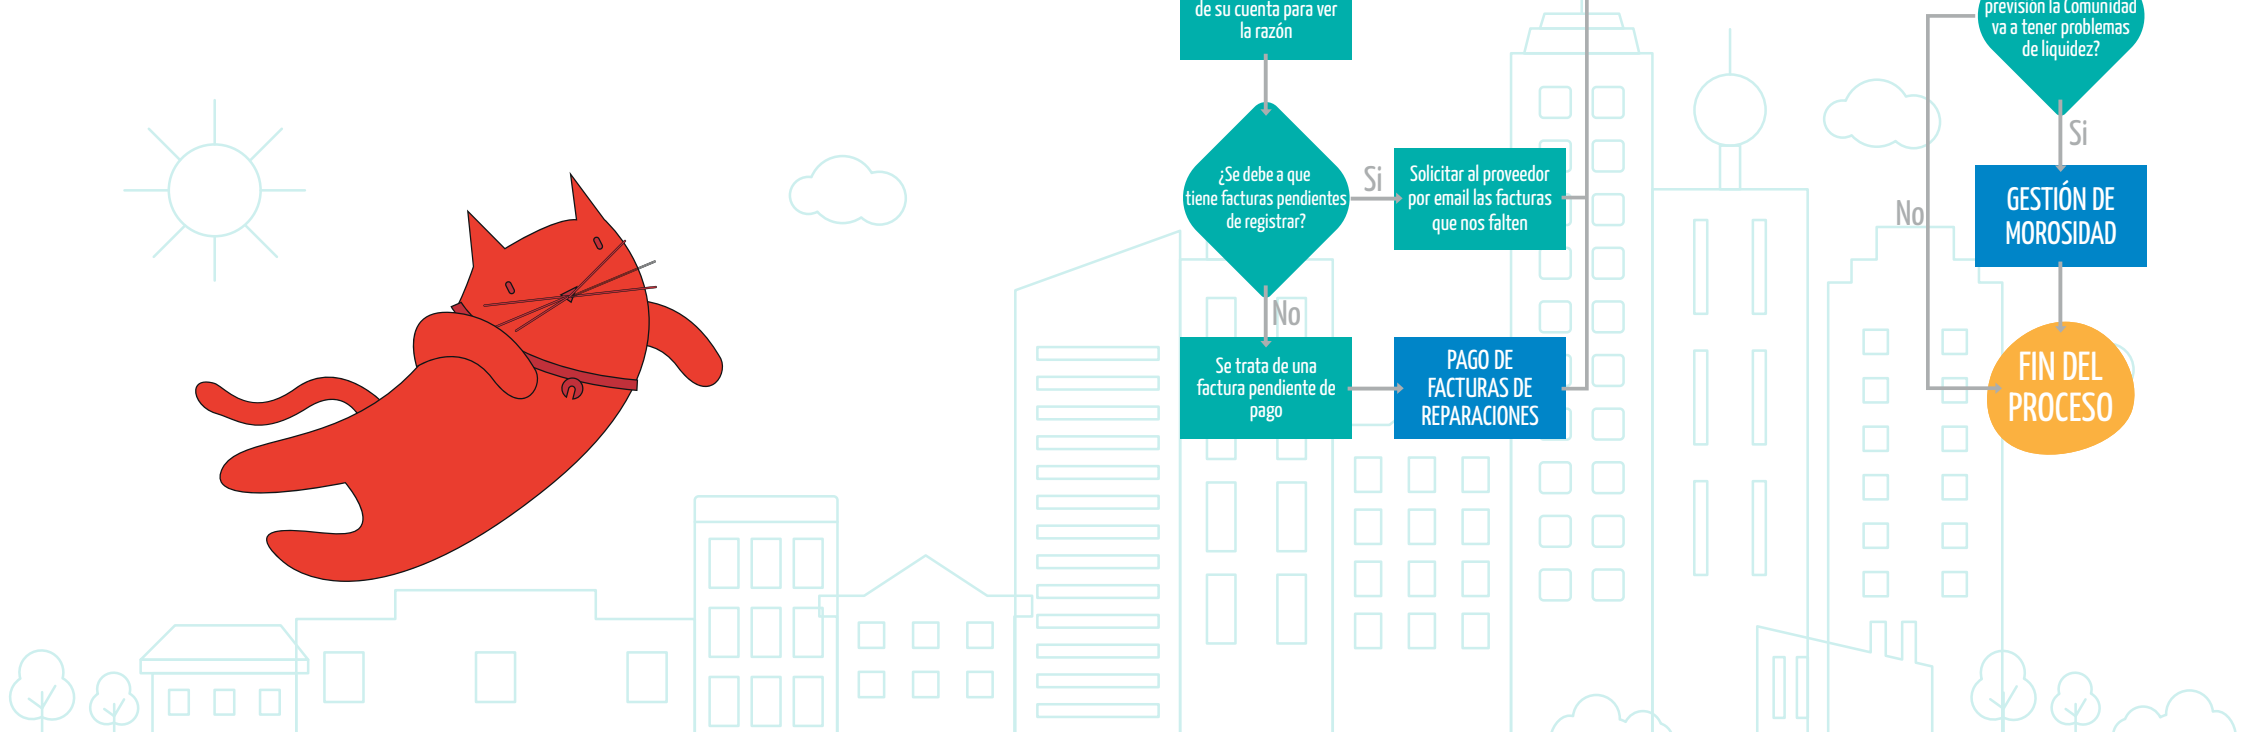 de su cuenta para ver
la razón
¿Se debe a que
tiene facturas pendientes
de registrar?
Si
Solicitar al proveedor
por email las facturas
que nos falten
No
Se trata de una
factura pendiente de
pago
PAGO DE
FACTURAS DE
REPARACIONES
previsión la Comunidad
va a tener problemas
de liquidez?
Si
No
GESTIÓN DE
MOROSIDAD
FIN DEL
PROCESO